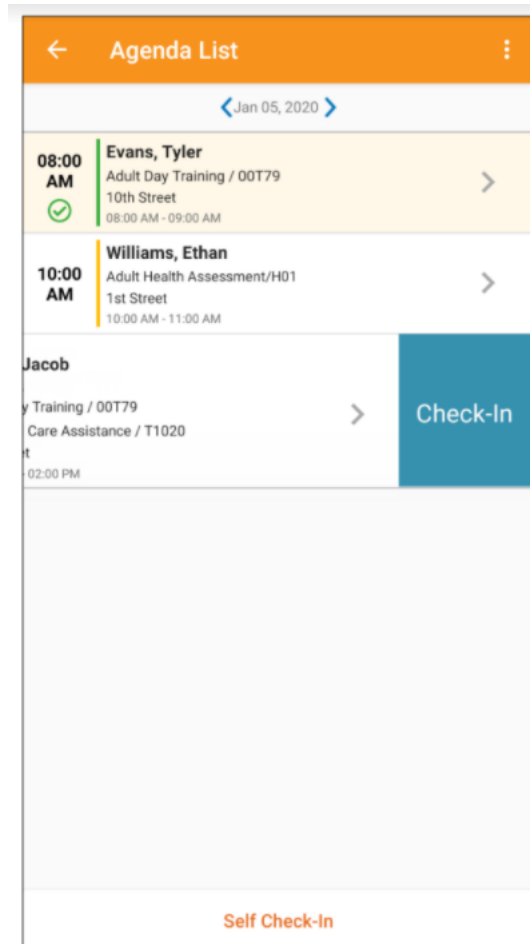 Agenda List
Jan 05, 2020
08:00
AM
Evans, Tyler
Adult Day Training / 00T79
10th Street
08:00 AM - 09:00 AM
10:00
AM
Williams, Ethan
Adult Health Assessment/H01
1st Street
10:00 AM - 11:00 AM
Jacob
y Training / 00T79
Care Assistance / T1020
et
- 02:00 PM
Check-In
Self Check-In